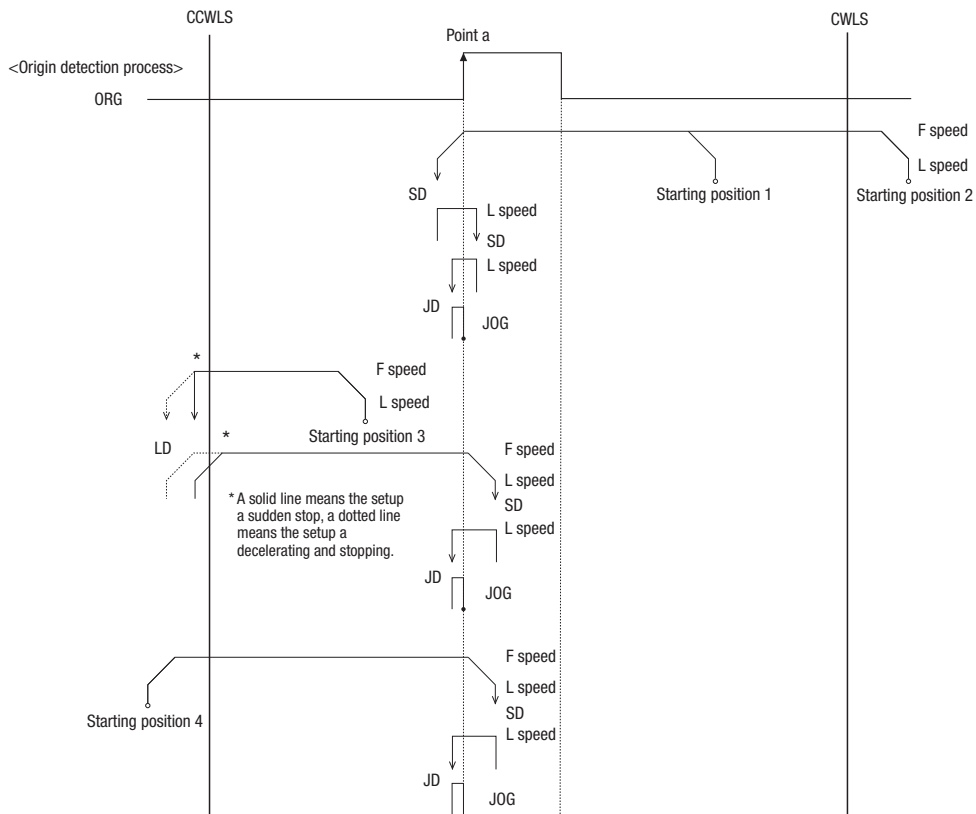 CCWLS
CWLS
Point a
<Origin detection process>
ORG
F speed
L speed
Starting position 1
Starting position 2
SD
L speed
SD
L speed
JD
JOG
*
F speed
L speed
Starting position 3
LD
*
F speed
L speed
SD
* A solid line means the setup
a sudden stop, a dotted line
means the setup a
decelerating and stopping.
L speed
JD
JOG
F speed
L speed
SD
Starting position 4
L speed
JD
JOG